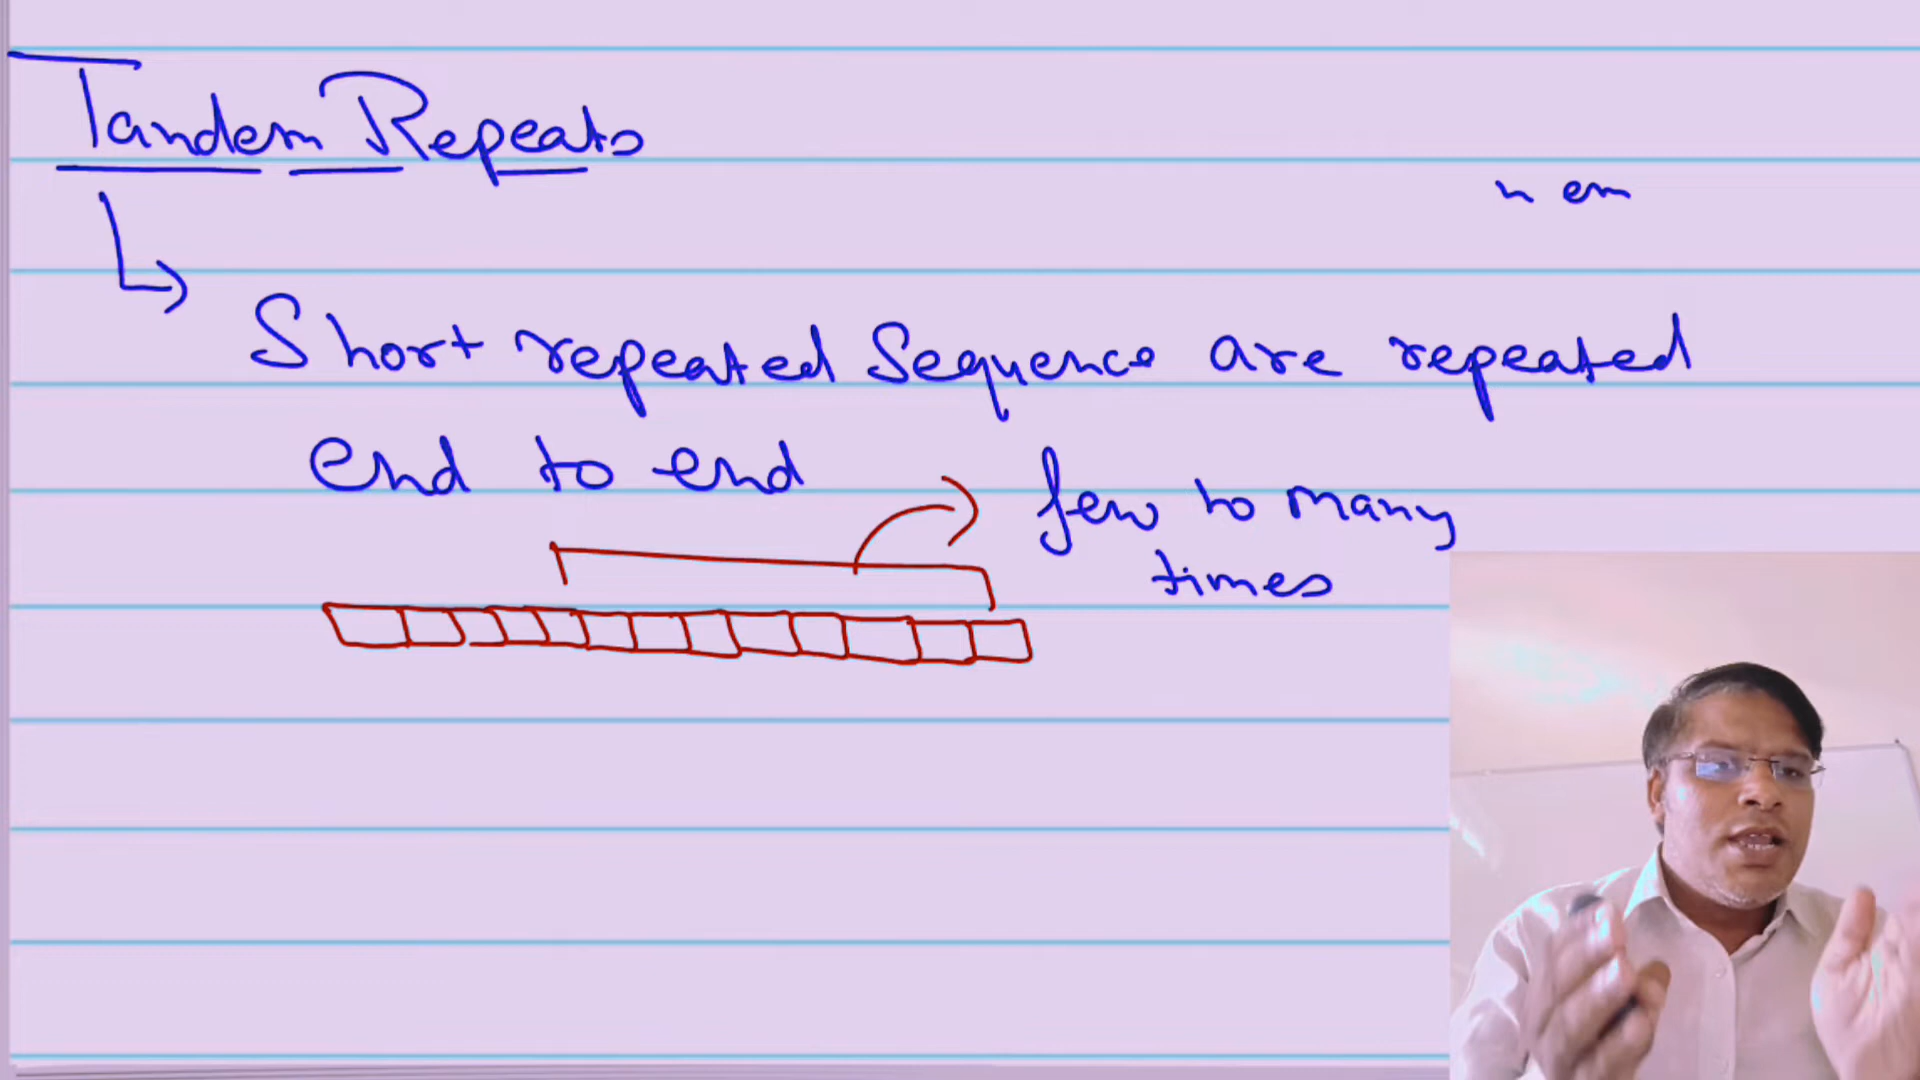 Tandem Repeats
Short repeated Sequence are repeated
end to end
few to many
times